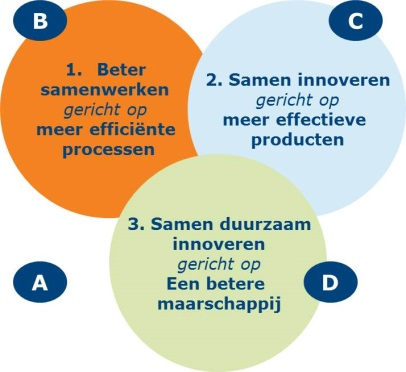 B
C
1. Beter
samenwerken
gericht op
meer efficiënte
processen
2. Samen innoveren
gericht op
meer effectieve
producten
3. Samen duurzaam
innoveren
gericht op
Een betere
maarschappij
A
D